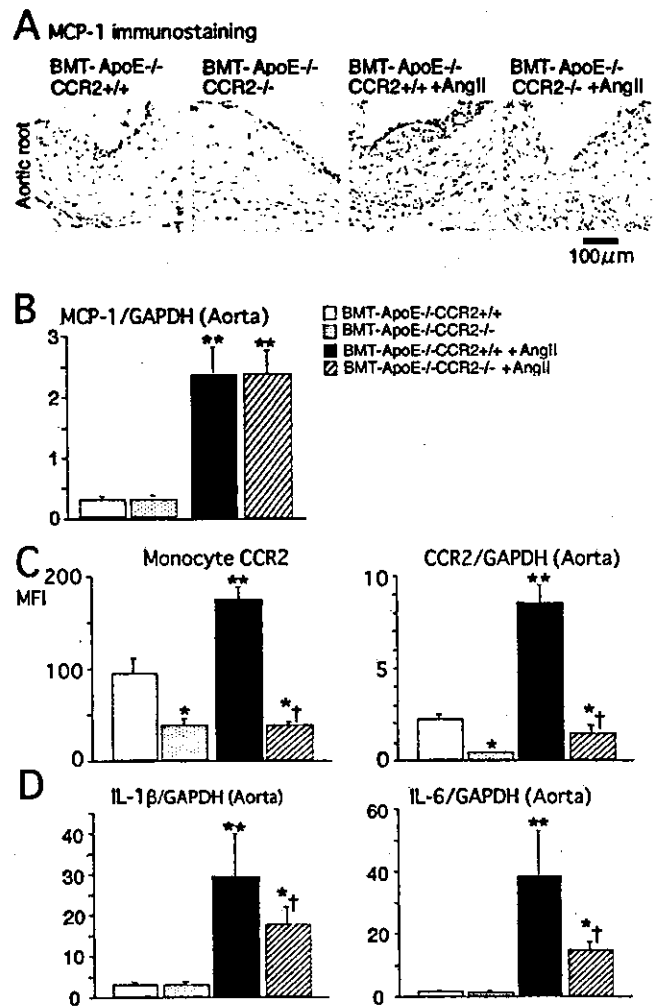 A MCP-1 immunostaining
BMT- ApoE-/- BMT- ApoE-/- BMT- ApoE-/- BMT- ApoE-/-
CCR2+/+ CCR2-/- CCR2+/+ +AngII CCR2-/- +AngII
Aortic root
100μm
B MCP-1/GAPDH (Aorta)
3
2
1
0
** **
BMT-ApoE-/-CCR2+/+
BMT-ApoE-/-CCR2-/-
BMT-ApoE-/-CCR2+/+ +AngII
BMT-ApoE-/-CCR2-/- +AngII
C Monocyte CCR2
MFI
200
100
0
* ** *†
CCR2/GAPDH (Aorta)
10
5
0
* ** *†
D IL-1β/GAPDH (Aorta)
40
30
20
10
0
** *†
IL-6/GAPDH (Aorta)
60
40
20
0
** *†